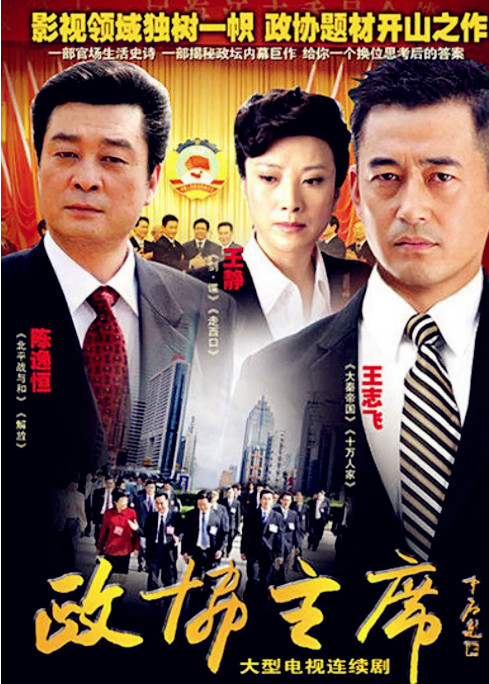 影视领域独树一帜 政协题材开山之作
一部官场生活史诗 一部揭秘政坛内幕巨作 给你一个换位思考后的答案
王静
《剑·谍》《走西口》
陈逸恒
《北平战与和》《解放》
王志飞
《大秦帝国》《十万人家》
政协主席
大型电视连续剧